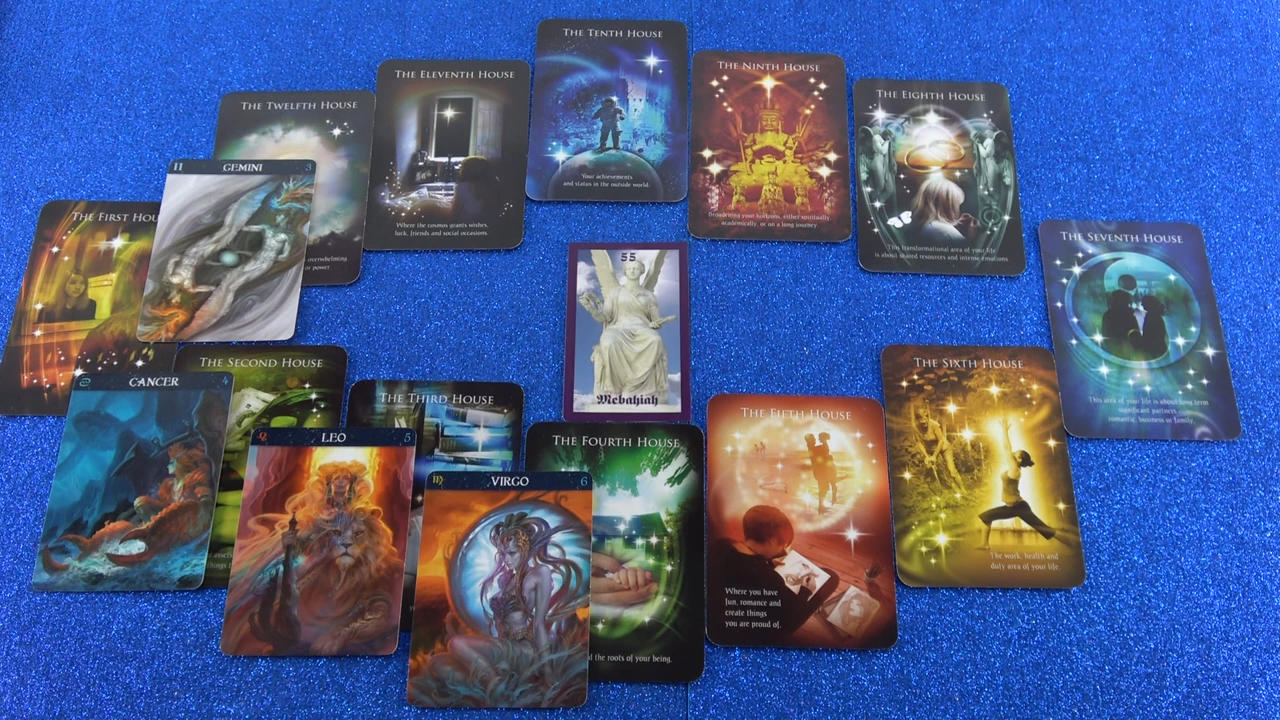 THE TENTH HOUSE
Your achievements
and status in the outside world.
THE NINTH HOUSE
Broadening your horizons, either spiritually
academically, or on a long journey
THE ELEVENTH HOUSE
Where the cosmos grants wishes,
luck, friends and social occasions.
THE EIGHTH HOUSE
This transformational area of your life
is about shared resources and intense emotions
THE TWELFTH HOUSE
overwhelming
or power
II GEMINI 3
THE FIRST HOU
THE SEVENTH HOUSE
This area of your life is about long term
significant partners
romantic, business or family.
55
Mebahiah
THE SECOND HOUSE
CANCER 4
THE THIRD HOUSE
LEO 5
THE FOURTH HOUSE
d the roots of your being.
VIRGO 6
THE FIFTH HOUSE
Where you have
fun, romance and
create things
you are proud of.
THE SIXTH HOUSE
The work, health and
duty area of your life.